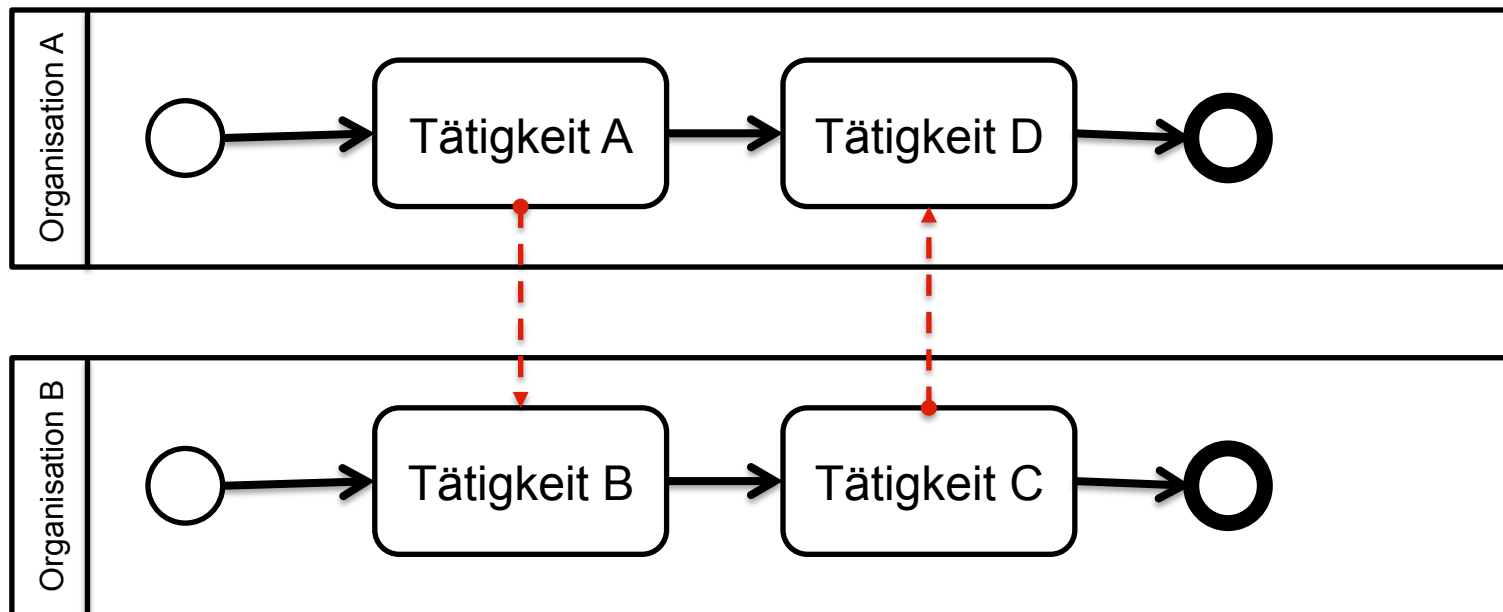 Organisation A
Tätigkeit A
Tätigkeit D
Organisation B
Tätigkeit B
Tätigkeit C